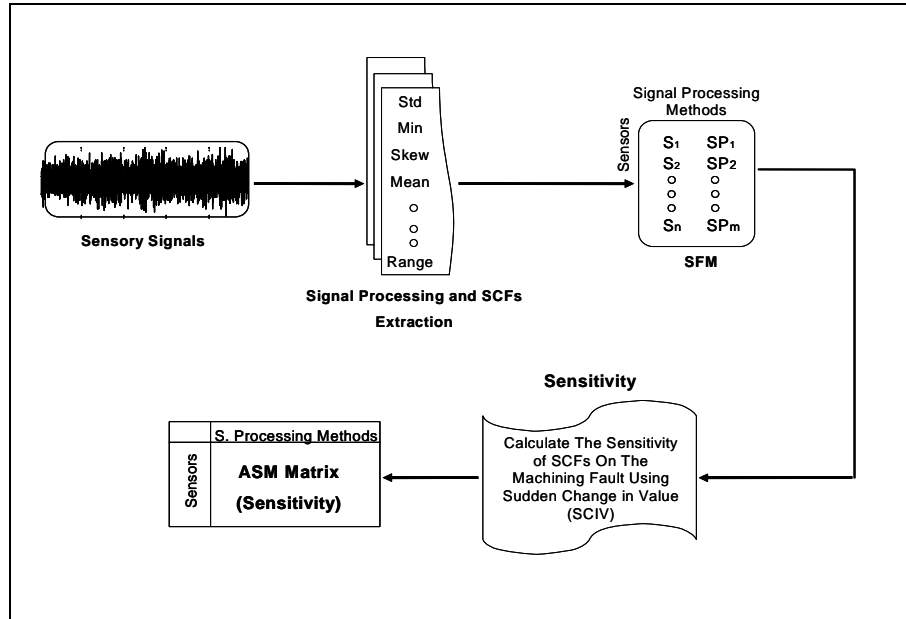 Sensory Signals
Std
Min
Skew
Mean
Range
Signal Processing and SCFs
Extraction
Signal Processing
Methods
Sensors
S1 SP1
S2 SP2
Sn SPm
SFM
Sensitivity
Calculate The Sensitivity
of SCFs On The
Machining Fault Using
Sudden Change in Value
(SCIV)
S. Processing Methods
Sensors
ASM Matrix
(Sensitivity)